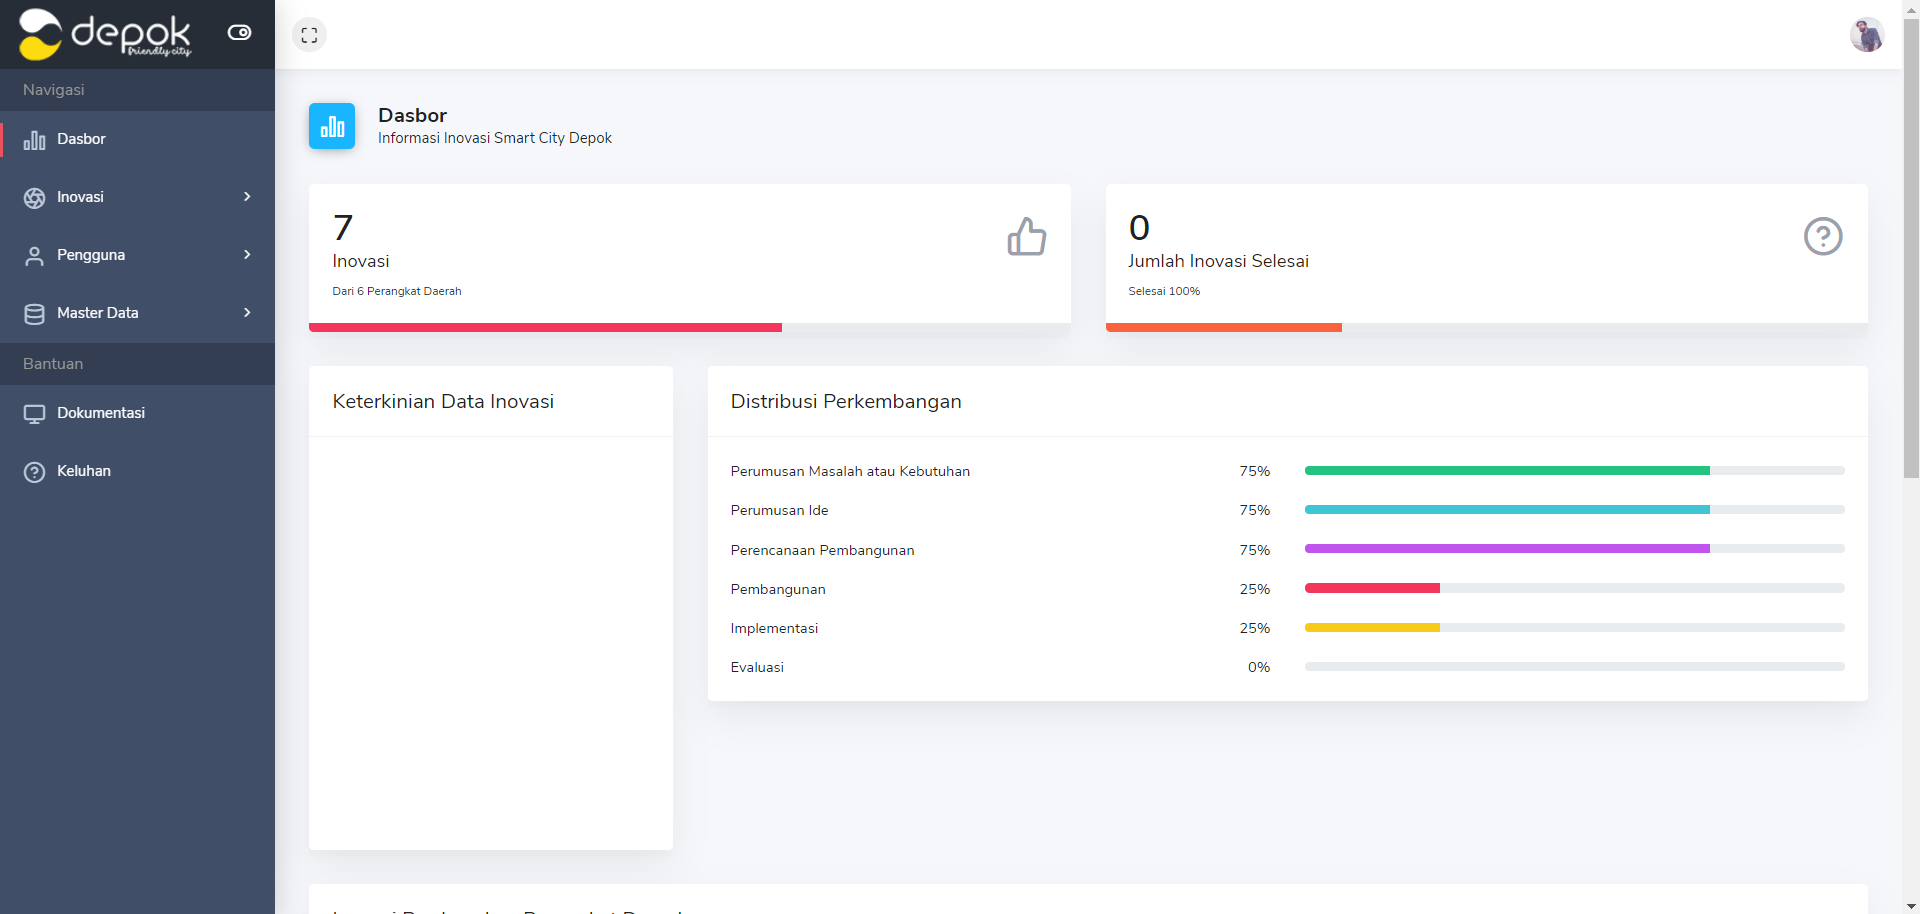 depok
friendly city
Navigasi
Dasbor
Inovasi
Pengguna
Master Data
Bantuan
Dokumentasi
Keluhan
Dasbor
Informasi Inovasi Smart City Depok
7
Inovasi
Dari 6 Perangkat Daerah
0
Jumlah Inovasi Selesai
Selesai 100%
Keterkinian Data Inovasi
Distribusi Perkembangan
Perumusan Masalah atau Kebutuhan 75%
Perumusan Ide 75%
Perencanaan Pembangunan 75%
Pembangunan 25%
Implementasi 25%
Evaluasi 0%